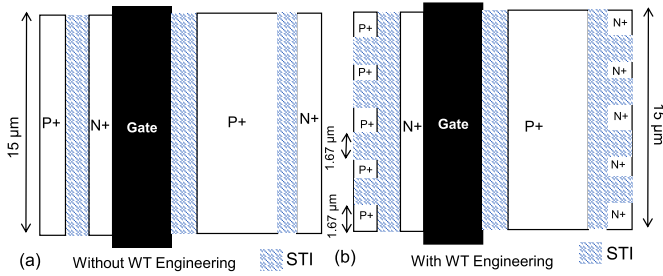 15 µm
P+
N+
Gate
P+
N+
(a)
Without WT Engineering
STI
P+
P+
P+
P+
P+
1.67 µm
1.67 µm
N+
Gate
P+
N+
N+
N+
N+
N+
15 µm
(b)
With WT Engineering
STI